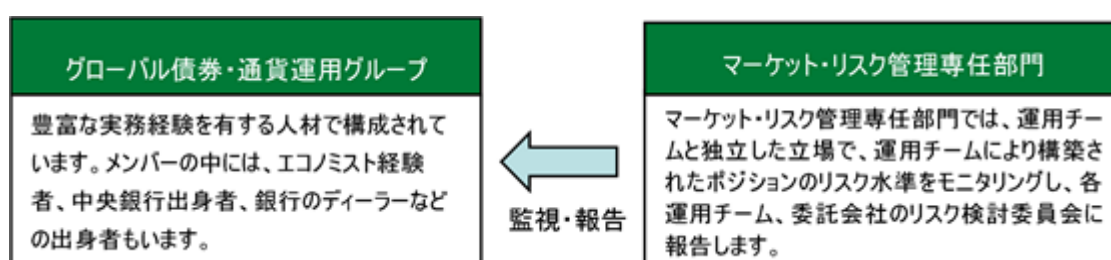 グローバル債券・通貨運用グループ
豊富な実務経験を有する人材で構成されて
います。メンバーの中には、エコノミスト経験
者、中央銀行出身者、銀行のディーラーなど
の出身者もいます。
監視・報告
マーケット・リスク管理専任部門
マーケット・リスク管理専任部門では、運用チー
ムと独立した立場で、運用チームにより構築さ
れたポジションのリスク水準をモニタリングし、各
運用チーム、委託会社のリスク検討委員会に
報告します。